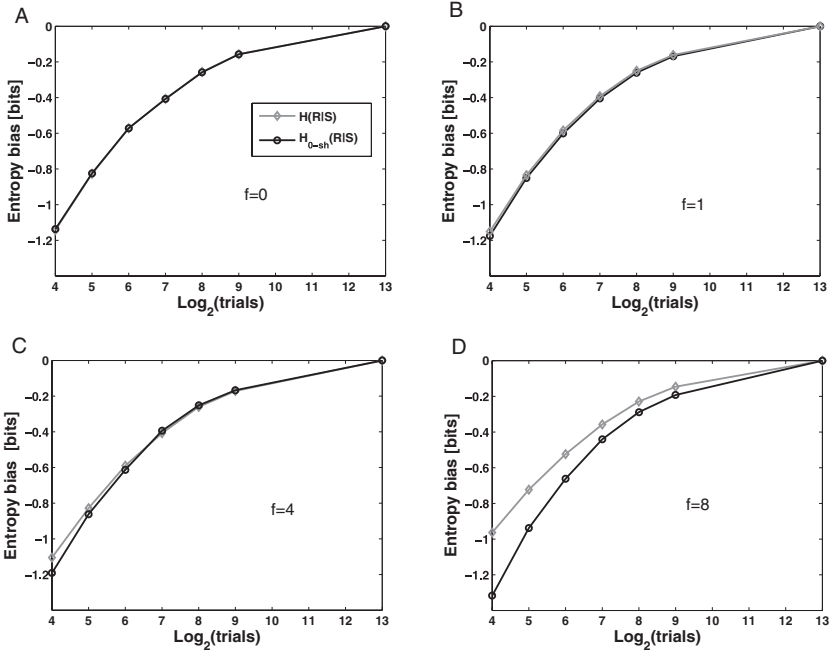 A
Entropy bias [bits]
0
−0.2
−0.4
−0.6
−0.8
−1
−1.2
H(R|S)
H0−sh(R|S)
f=0
4 5 6 7 8 9 10 11 12 13
Log2(trials)
B
Entropy bias [bits]
0
−0.2
−0.4
−0.6
−0.8
−1
−1.2
f=1
4 5 6 7 8 9 10 11 12 13
Log2(trials)
C
Entropy bias [bits]
0
−0.2
−0.4
−0.6
−0.8
−1
−1.2
f=4
4 5 6 7 8 9 10 11 12 13
Log2(trials)
D
Entropy bias [bits]
0
−0.2
−0.4
−0.6
−0.8
−1
−1.2
f=8
4 5 6 7 8 9 10 11 12 13
Log2(trials)